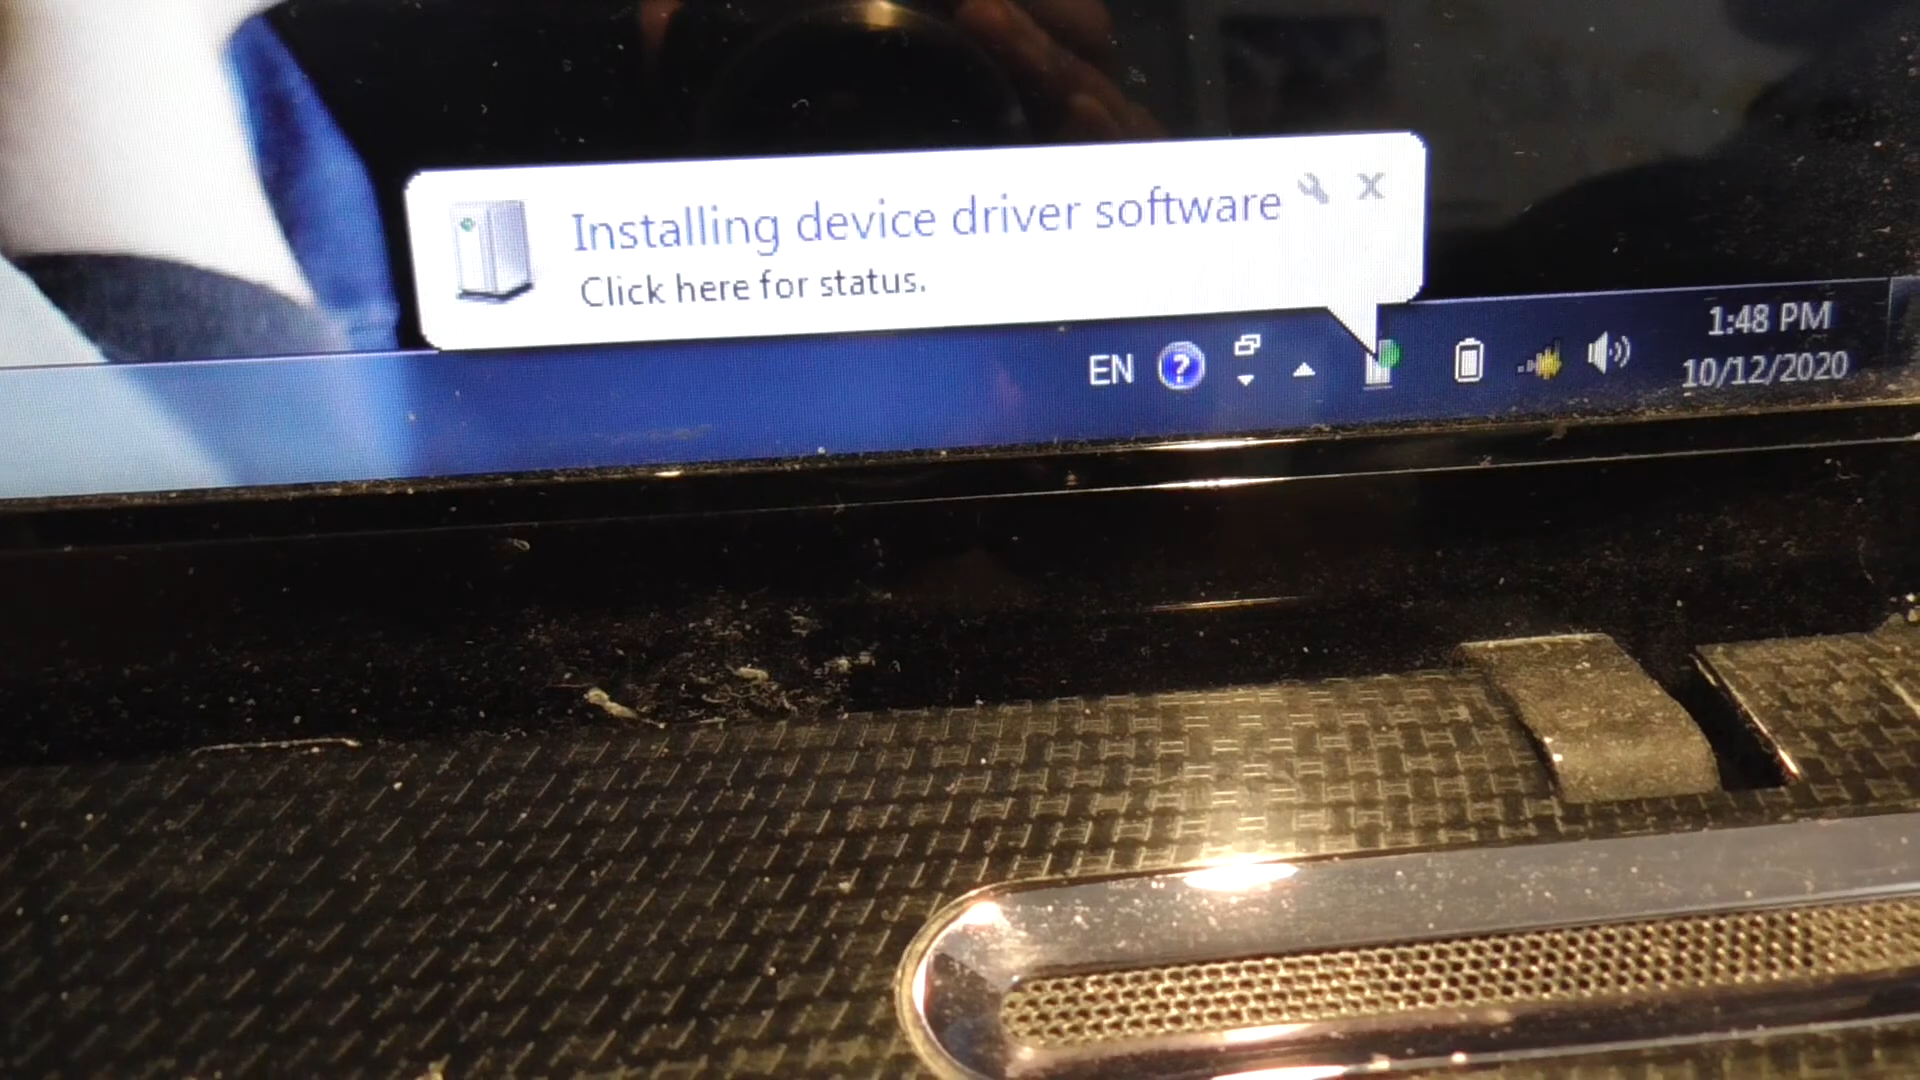 Installing device driver software
Click here for status.
EN
?
1:48 PM
10/12/2020